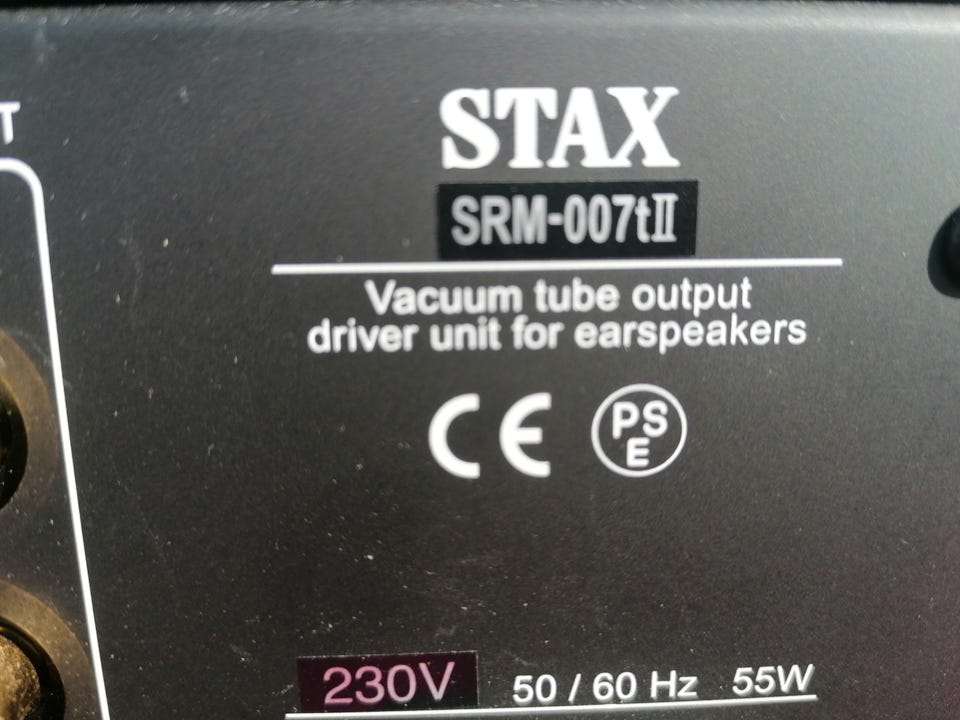 T
STAX
SRM-007tII
Vacuum tube output
driver unit for earspeakers
CE PSE
230V 50 / 60 Hz 55W